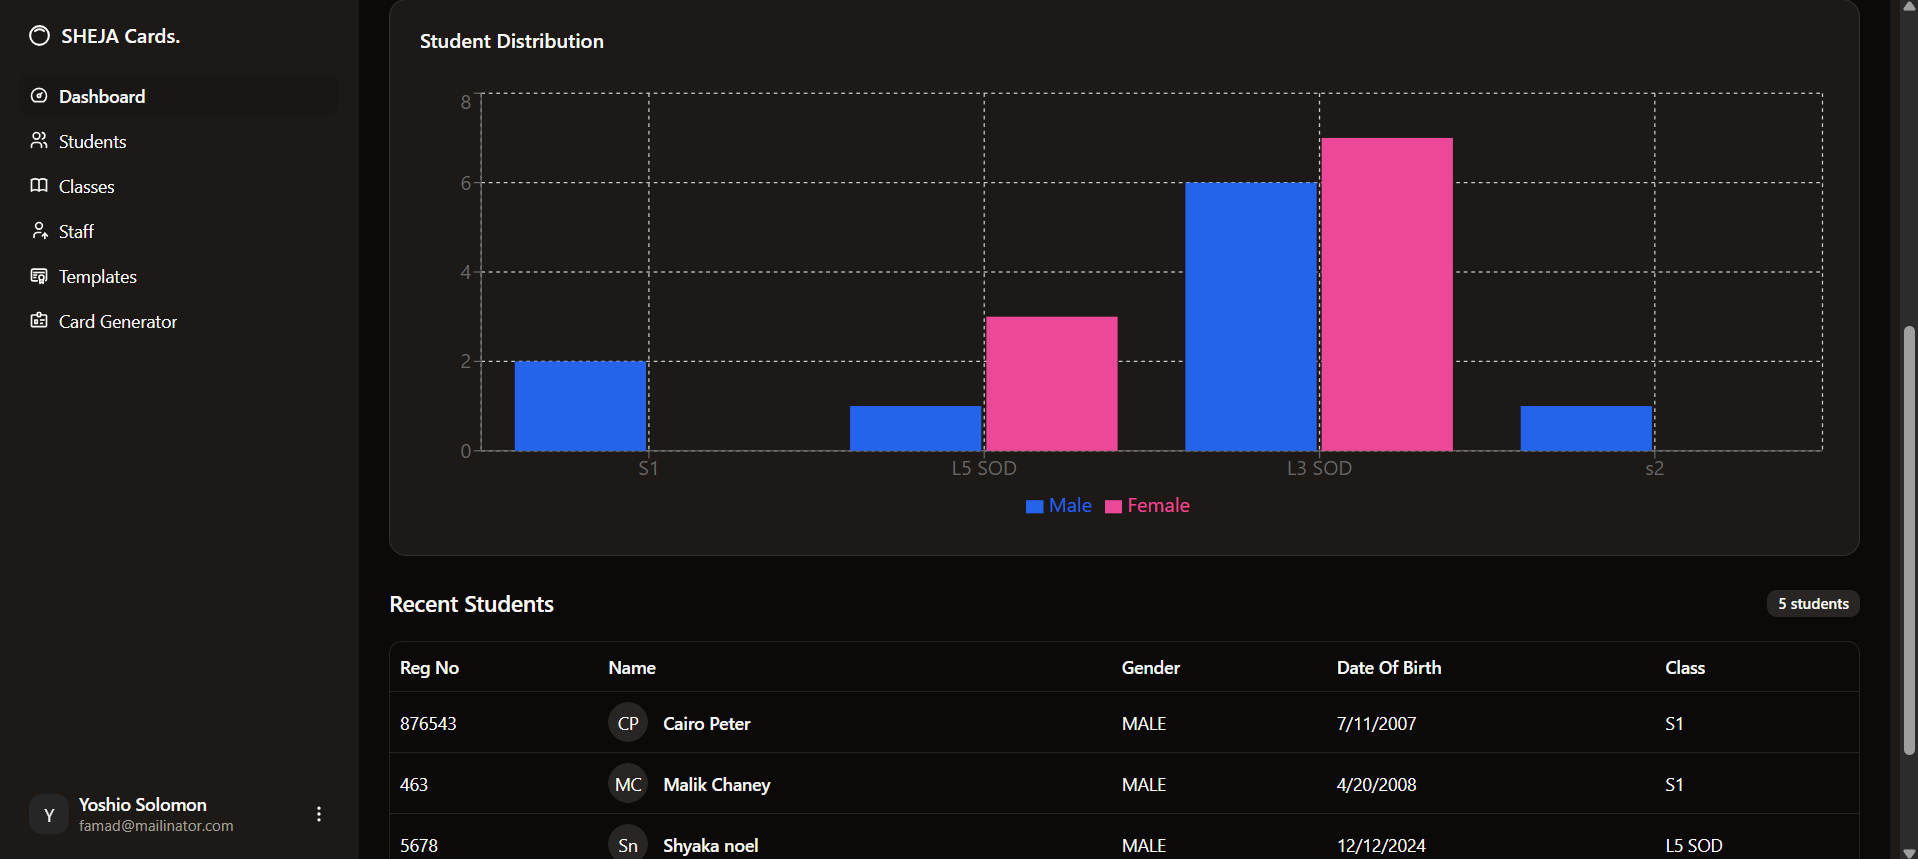 SHEJA Cards.
Dashboard
Students
Classes
Staff
Templates
Card Generator
Y
Yoshio Solomon
famad@mailinator.com
Student Distribution
8
6
4
2
0
S1 L5 SOD L3 SOD s2
Male Female
Recent Students
5 students
Reg No Name Gender Date Of Birth Class
876543 CP Cairo Peter MALE 7/11/2007 S1
463 MC Malik Chaney MALE 4/20/2008 S1
5678 Sn Shyaka noel MALE 12/12/2024 L5 SOD